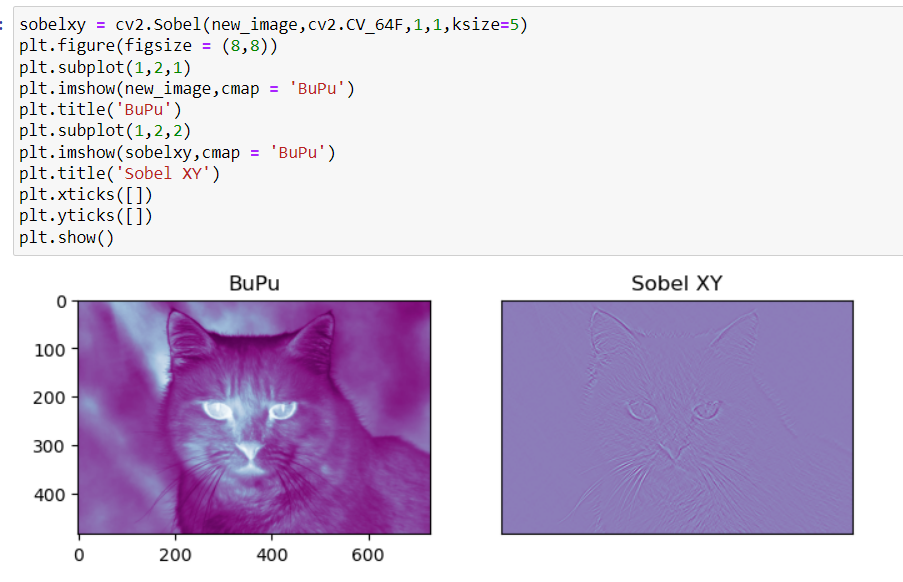 :
sobelxy = cv2.Sobel(new_image,cv2.CV_64F,1,1,ksize=5)
plt.figure(figsize = (8,8))
plt.subplot(1,2,1)
plt.imshow(new_image,cmap = 'BuPu')
plt.title('BuPu')
plt.subplot(1,2,2)
plt.imshow(sobelxy,cmap = 'BuPu')
plt.title('Sobel XY')
plt.xticks([])
plt.yticks([])
plt.show()
BuPu
Sobel XY
0
100
200
300
400
0 200 400 600